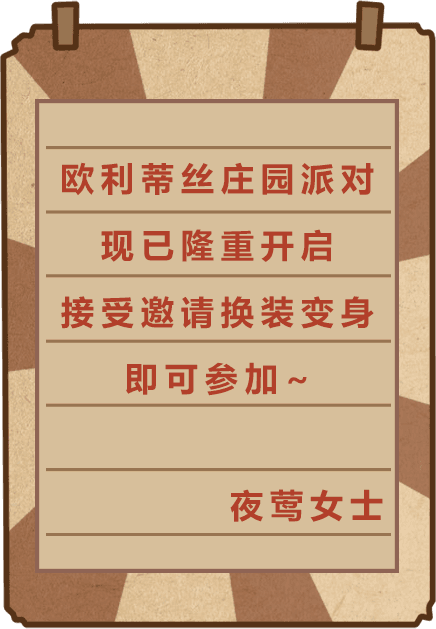 欧利蒂丝庄园派对
现已隆重开启
接受邀请换装变身
即可参加~
夜莺女士